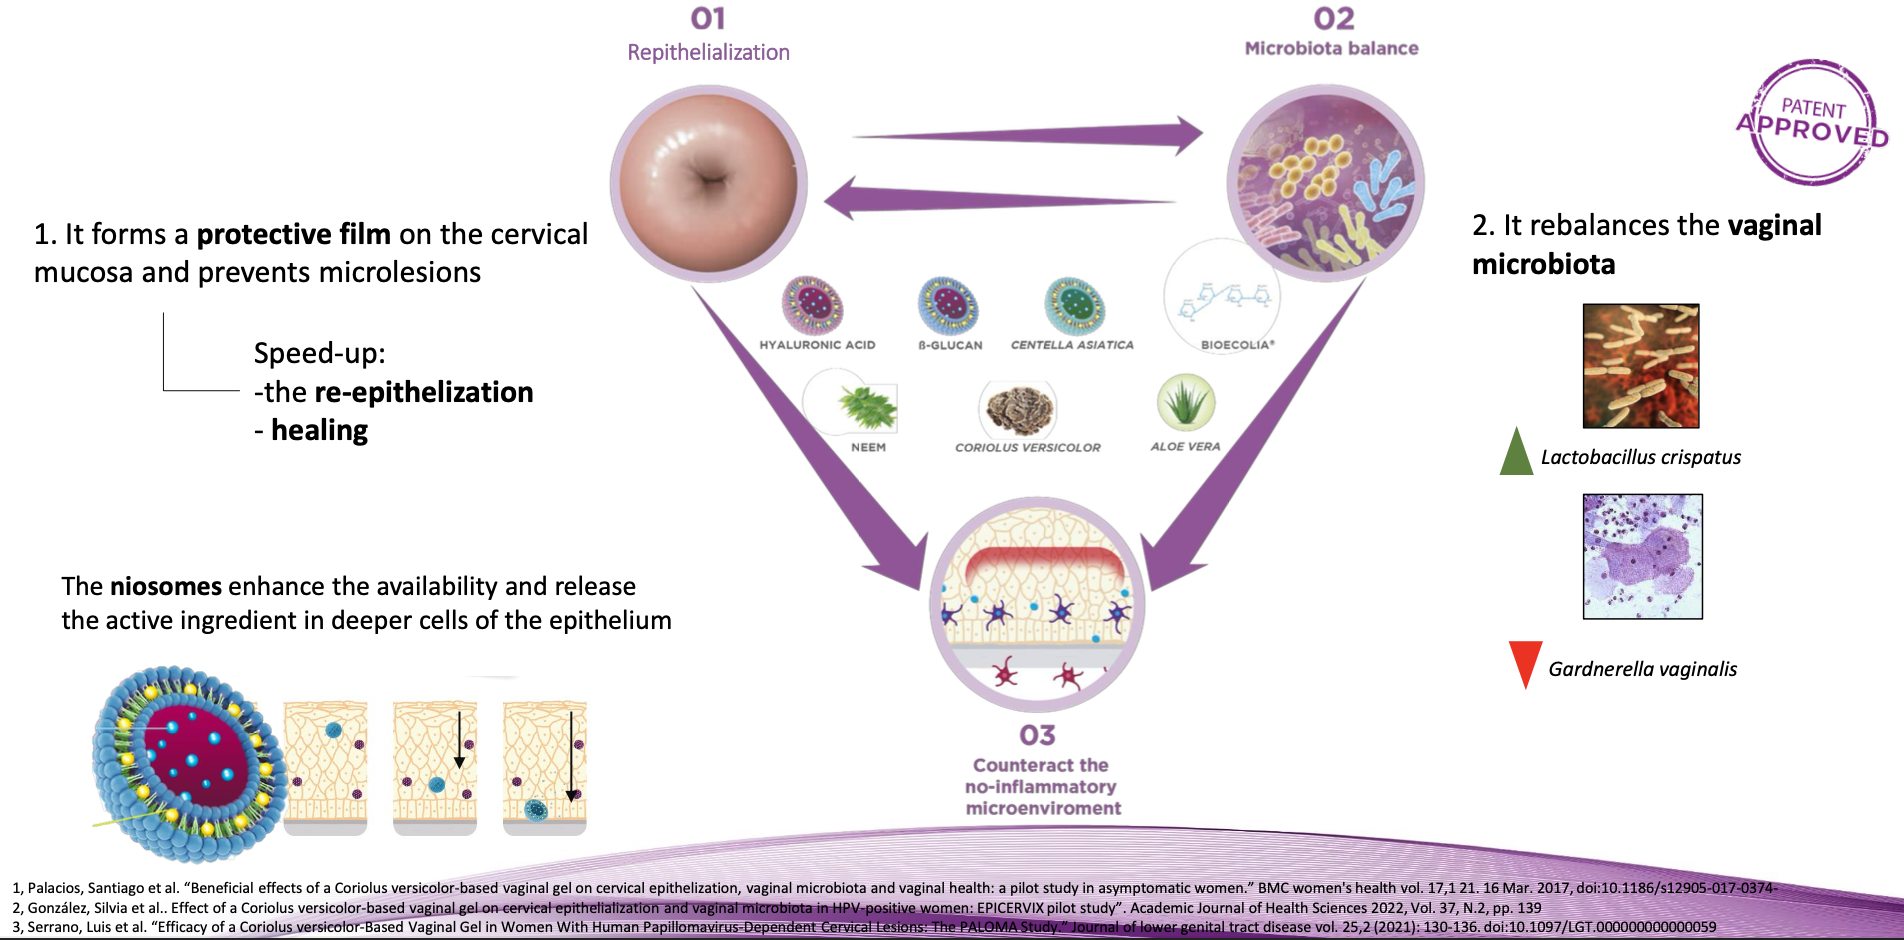 01
Repithelialization
02
Microbiota balance
PATENT
APPROVED
1. It forms a protective film on the cervical
mucosa and prevents microlesions
Speed-up:
-the re-epithelization
- healing
HYALURONIC ACID
ß-GLUCAN
CENTELLA ASIATICA
BIOECOLIA®
NEEM
CORIOLUS VERSICOLOR
ALOE VERA
2. It rebalances the vaginal
microbiota
Lactobacillus crispatus
Gardnerella vaginalis
The niosomes enhance the availability and release
the active ingredient in deeper cells of the epithelium
03
Counteract the
no-inflammatory
microenviroment
1, Palacios, Santiago et al. “Beneficial effects of a Coriolus versicolor-based vaginal gel on cervical epithelization, vaginal microbiota and vaginal health: a pilot study in asymptomatic women.” BMC women's health vol. 17,1 21. 16 Mar. 2017, doi:10.1186/s12905-017-0374-
2, González, Silvia et al.. Effect of a Coriolus versicolor-based vaginal gel on cervical epithelialization and vaginal microbiota in HPV-positive women: EPICERVIX pilot study”. Academic Journal of Health Sciences 2022, Vol. 37, N.2, pp. 139
3, Serrano, Luis et al. “Efficacy of a Coriolus versicolor-Based Vaginal Gel in Women With Human Papillomavirus-Dependent Cervical Lesions: The PALOMA Study.” Journal of lower genital tract disease vol. 25,2 (2021): 130-136. doi:10.1097/LGT.0000000000000059